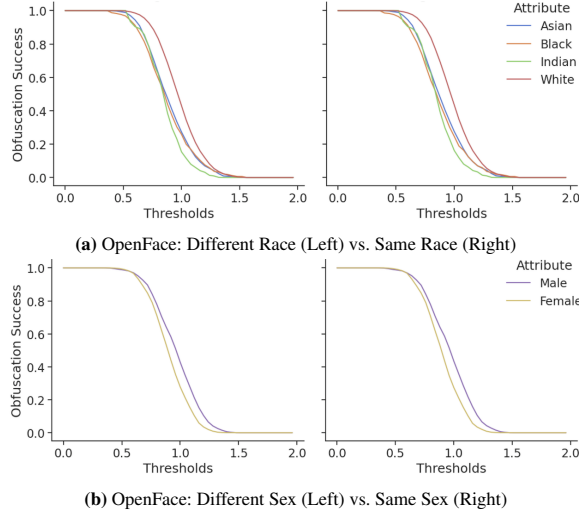 Attribute
Asian
Black
Indian
White
Obfuscation Success
1.0
0.8
0.6
0.4
0.2
0.0
0.0 0.5 1.0 1.5 2.0 0.0 0.5 1.0 1.5 2.0
Thresholds Thresholds
(a) OpenFace: Different Race (Left) vs. Same Race (Right)
Attribute
Male
Female
Obfuscation Success
1.0
0.8
0.6
0.4
0.2
0.0
0.0 0.5 1.0 1.5 2.0 0.0 0.5 1.0 1.5 2.0
Thresholds Thresholds
(b) OpenFace: Different Sex (Left) vs. Same Sex (Right)